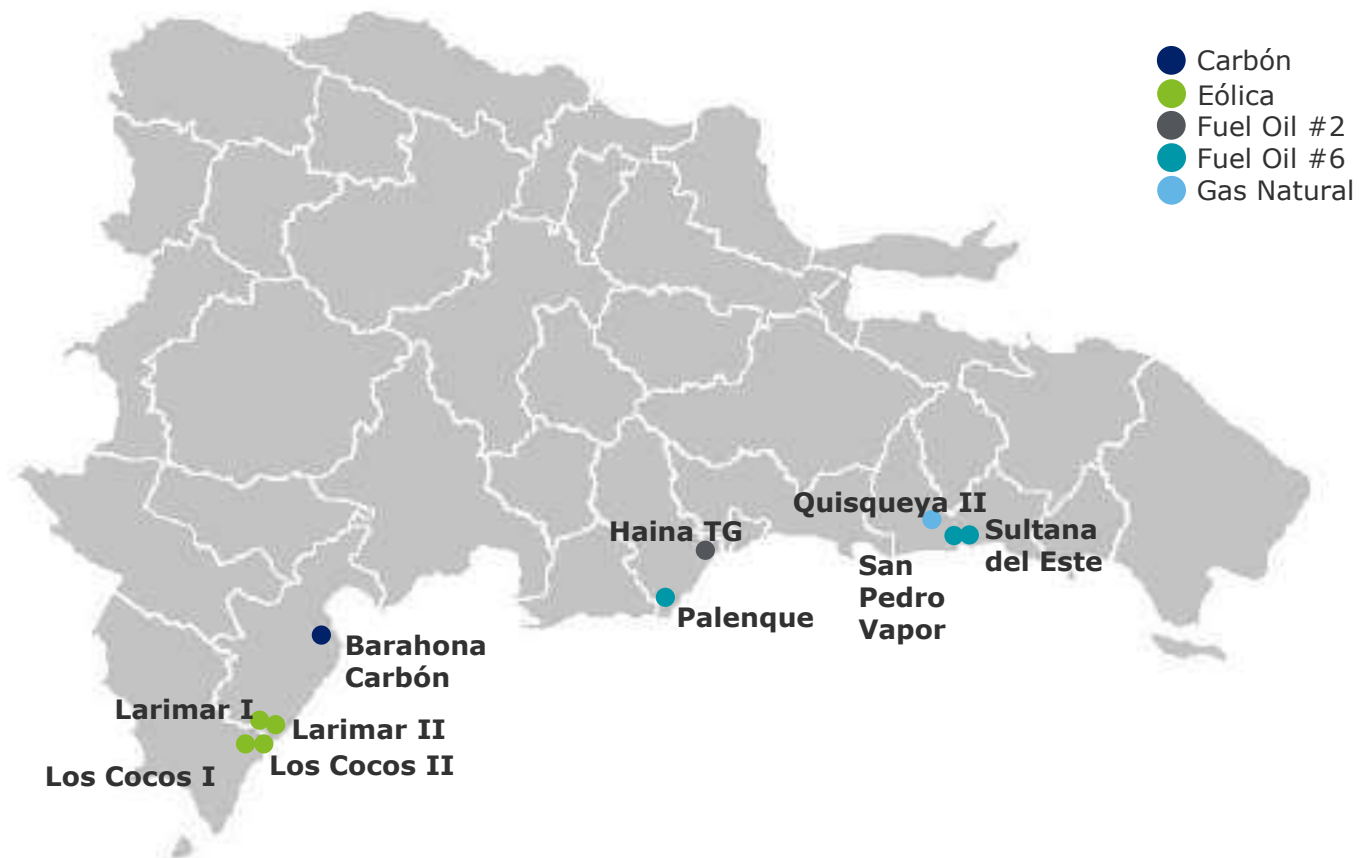 Carbón
Eólica
Fuel Oil #2
Fuel Oil #6
Gas Natural
Quisqueya II
Haina TG
Sultana
del Este
San
Pedro
Vapor
Palenque
Barahona
Carbón
Larimar I
Larimar II
Los Cocos II
Los Cocos I